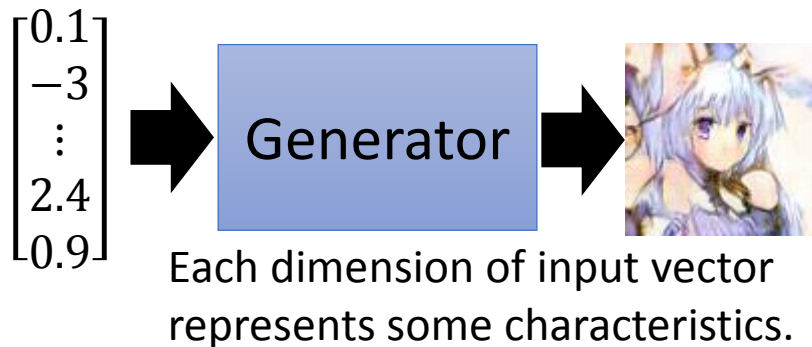 0.1
−3
⋮
2.4
0.9
Generator
Each dimension of input vector
represents some characteristics.